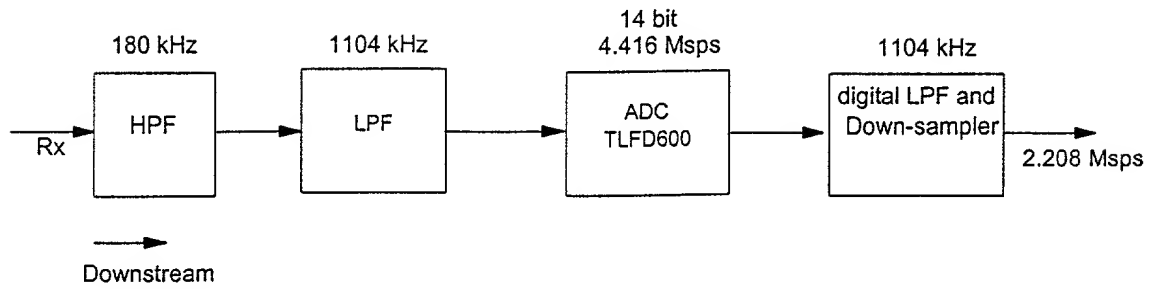 14 bit
180 kHz
1104 kHz
4.416 Msps
1104 kHz
HPF
LPF
ADC
TLFD600
digital LPF and
Down-sampler
Rx
2.208 Msps
Downstream